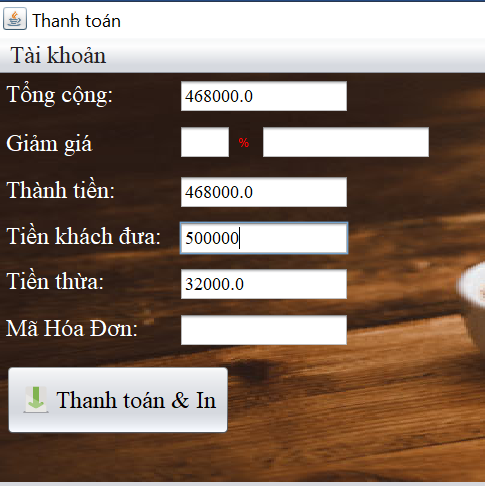 Thanh toán
Tài khoản
Tổng cộng: 468000.0
Giảm giá %
Thành tiền: 468000.0
Tiền khách đưa: 500000
Tiền thừa: 32000.0
Mã Hóa Đơn:
Thanh toán & In